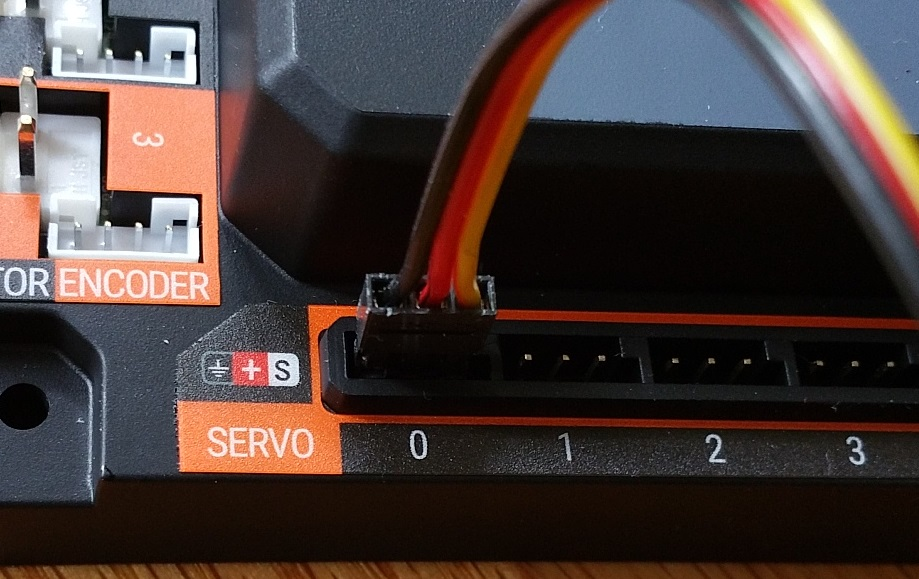 3
TOR ENCODER
+ S
SERVO 0 1 2 3